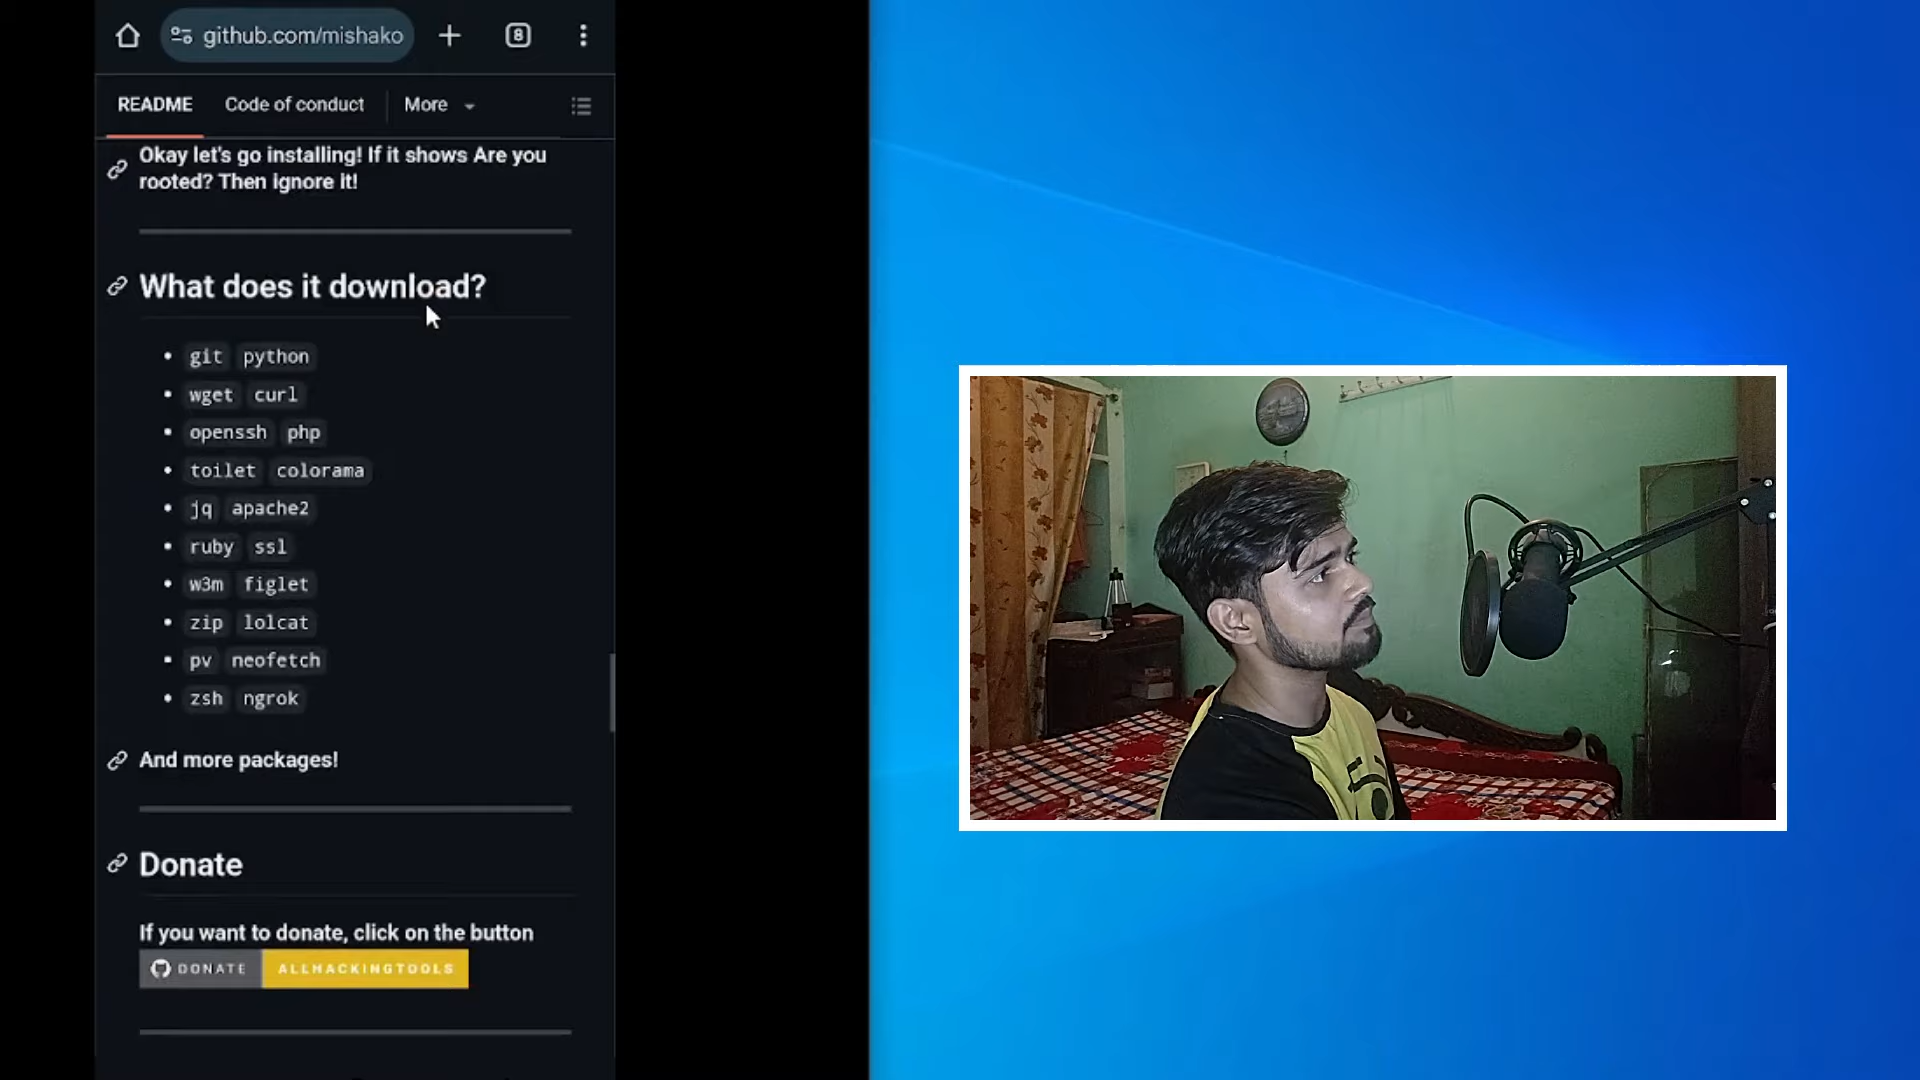 github.com/mishako
8
README
Code of conduct
More
Okay let's go installing! If it shows Are you
rooted? Then ignore it!
What does it download?
git python
wget curl
openssh php
toilet colorama
jq apache2
ruby ssl
w3m figlet
zip lolcat
pv neofetch
zsh ngrok
And more packages!
Donate
If you want to donate, click on the button
DONATE ALLHACKINGTOOLS